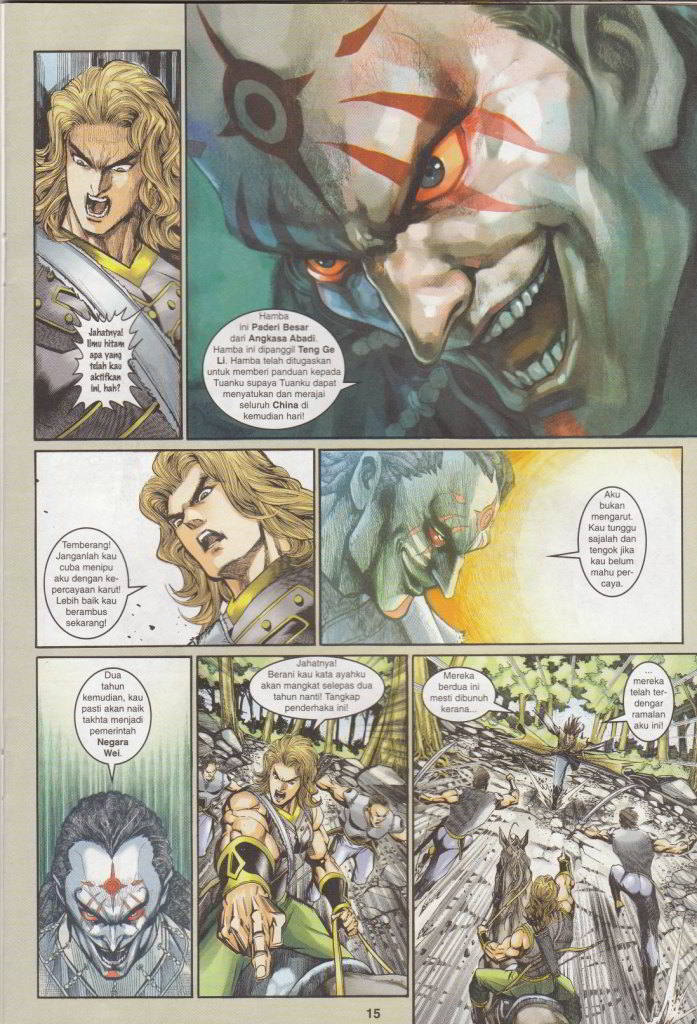 Jahatnya!
Ilmu hitam
apa yang
telah kau
aktifkan
ini, hah?
Hamba
ini Paderi Besar
dari Angkasa Abadi.
Hamba ini dipanggil Teng Ge
Li. Hamba telah ditugaskan
untuk memberi panduan kepada
Tuanku supaya Tuanku dapat
menyatukan dan merajai
seluruh China di
kemudian hari!
Temberang!
Janganlah kau
cuba menipu
aku dengan ke-
percayaan karut!
Lebih baik kau
berambus
sekarang!
Aku
bukan
mengarut.
Kau tunggu
sajalah dan
tengok jika
kau belum
mahu per-
caya.
Dua
tahun
kemudian, kau
pasti akan naik
takhta menjadi
pemerintah
Negara
Wei.
Jahatnya!
Berani kau kata ayahku
akan mangkat selepas dua
tahun nanti! Tangkap
penderhaka ini!
Mereka
berdua ini
mesti dibunuh
kerana...
...
mereka
telah ter-
dengar
ramalan
aku ini!
15